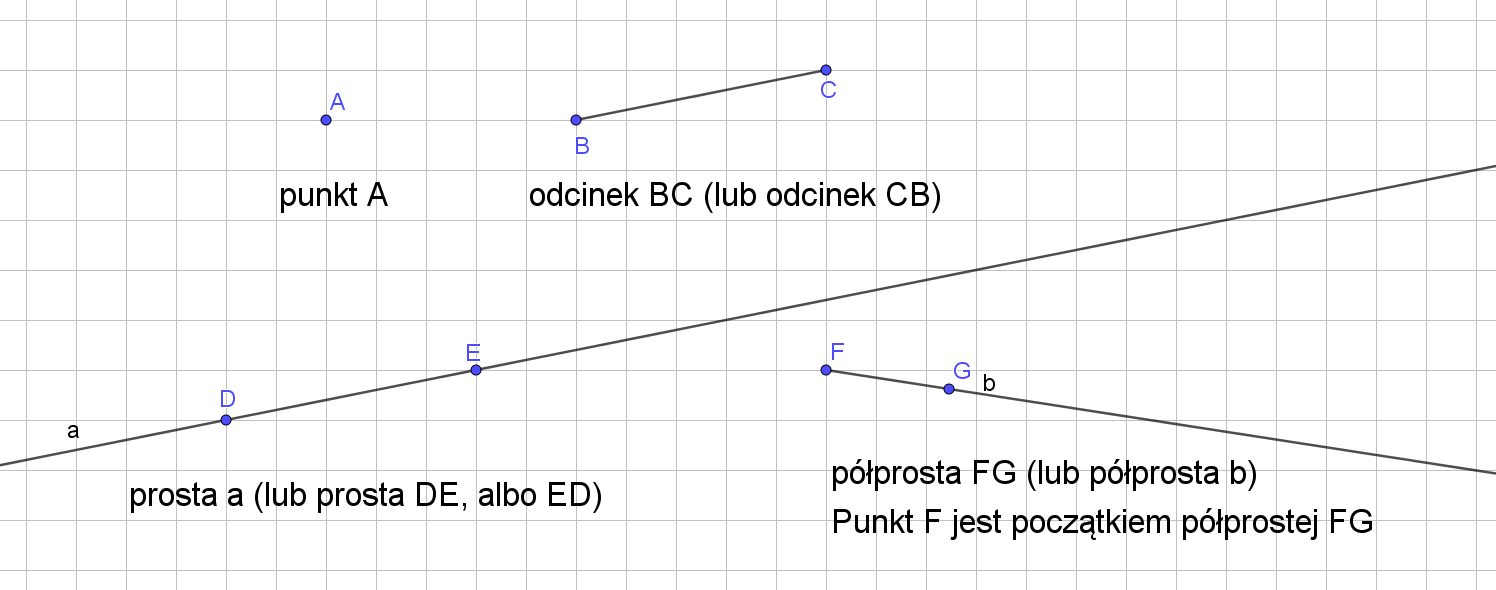 A
C
B
punkt A
odcinek BC (lub odcinek CB)
E
F
G
b
D
a
prosta a (lub prosta DE, albo ED)
półprosta FG (lub półprosta b)
Punkt F jest początkiem półprostej FG